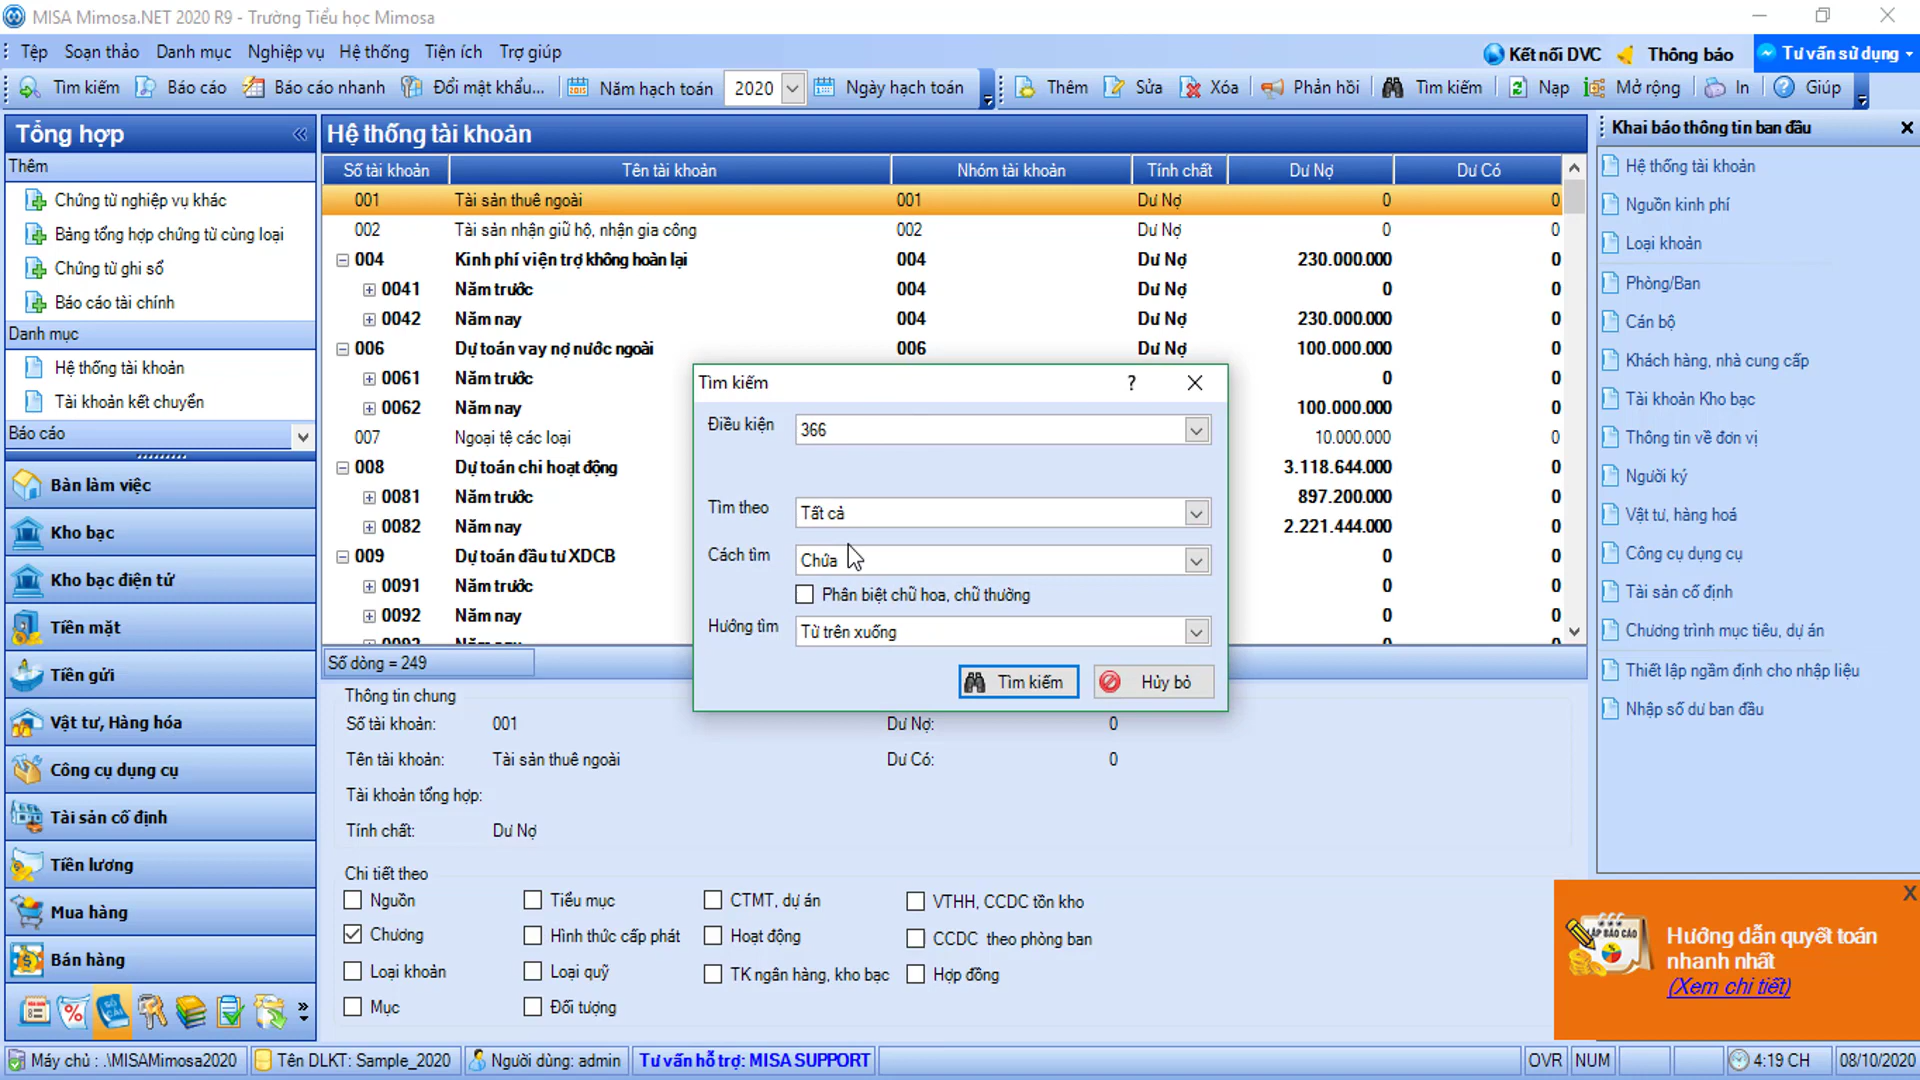 MISA Mimosa.NET 2020 R9 - Trường Tiểu học Mimosa
Tệp Soạn thảo Danh mục Nghiệp vụ Hệ thống Tiện ích Trợ giúp
Kết nối DVC Thông báo Tư vấn sử dụng
Tìm kiếm Báo cáo Báo cáo nhanh Đổi mật khẩu... Năm hạch toán 2020 Ngày hạch toán Thêm Sửa Xóa Phản hồi Tìm kiếm Nạp Mở rộng In Giúp
Tổng hợp
Thêm
Chứng từ nghiệp vụ khác
Bảng tổng hợp chứng từ cùng loại
Chứng từ ghi sổ
Báo cáo tài chính
Danh mục
Hệ thống tài khoản
Tài khoản kết chuyển
Báo cáo
Bàn làm việc
Kho bạc
Kho bạc điện tử
Tiền mặt
Tiền gửi
Vật tư, Hàng hóa
Công cụ dụng cụ
Tài sản cố định
Tiền lương
Mua hàng
Bán hàng
Hệ thống tài khoản
Số tài khoản Tên tài khoản Nhóm tài khoản Tính chất Dư Nợ Dư Có
001 Tài sản thuê ngoài 001 Dư Nợ 0 0
002 Tài sản nhận giữ hộ, nhận gia công 002 Dư Nợ 0 0
004 Kinh phí viện trợ không hoàn lại 004 Dư Nợ 230.000.000 0
0041 Năm trước 004 Dư Nợ 0 0
0042 Năm nay 004 Dư Nợ 230.000.000 0
006 Dự toán vay nợ nước ngoài 006 Dư Nợ 100.000.000 0
0061 Năm trước 0 0
0062 Năm nay 100.000.000 0
007 Ngoại tệ các loại 10.000.000 0
008 Dự toán chi hoạt động 3.118.644.000 0
0081 Năm trước 897.200.000 0
0082 Năm nay 2.221.444.000 0
009 Dự toán đầu tư XDCB 0 0
0091 Năm trước 0 0
0092 Năm nay 0 0
0093 Năm sau 0 0
Số dòng = 249
Tìm kiếm ?
Điều kiện 366
Tìm theo Tất cả
Cách tìm Chứa
Phân biệt chữ hoa, chữ thường
Hướng tìm Từ trên xuống
Tìm kiếm Hủy bỏ
Thông tin chung
Số tài khoản: 001 Dư Nợ: 0
Tên tài khoản: Tài sản thuê ngoài Dư Có: 0
Tài khoản tổng hợp:
Tính chất: Dư Nợ
Chi tiết theo
Nguồn Tiểu mục CTMT, dự án VTHH, CCDC tồn kho
Chương Hình thức cấp phát Hoạt động CCDC theo phòng ban
Loại khoản Loại quỹ TK ngân hàng, kho bạc Hợp đồng
Mục Đối tượng
Khai báo thông tin ban đầu
Hệ thống tài khoản
Nguồn kinh phí
Loại khoản
Phòng/Ban
Cán bộ
Khách hàng, nhà cung cấp
Tài khoản Kho bạc
Thông tin về đơn vị
Người ký
Vật tư, hàng hoá
Công cụ dụng cụ
Tài sản cố định
Chương trình mục tiêu, dự án
Thiết lập ngầm định cho nhập liệu
Nhập số dư ban đầu
X
LẬP BÁO CÁO
Hướng dẫn quyết toán
nhanh nhất
(Xem chi tiết)
Máy chủ : .\MISAMimosa2020 Tên DLKT: Sample_2020 Người dùng: admin Tư vấn hỗ trợ: MISA SUPPORT OVR NUM 4:19 CH 08/10/2020